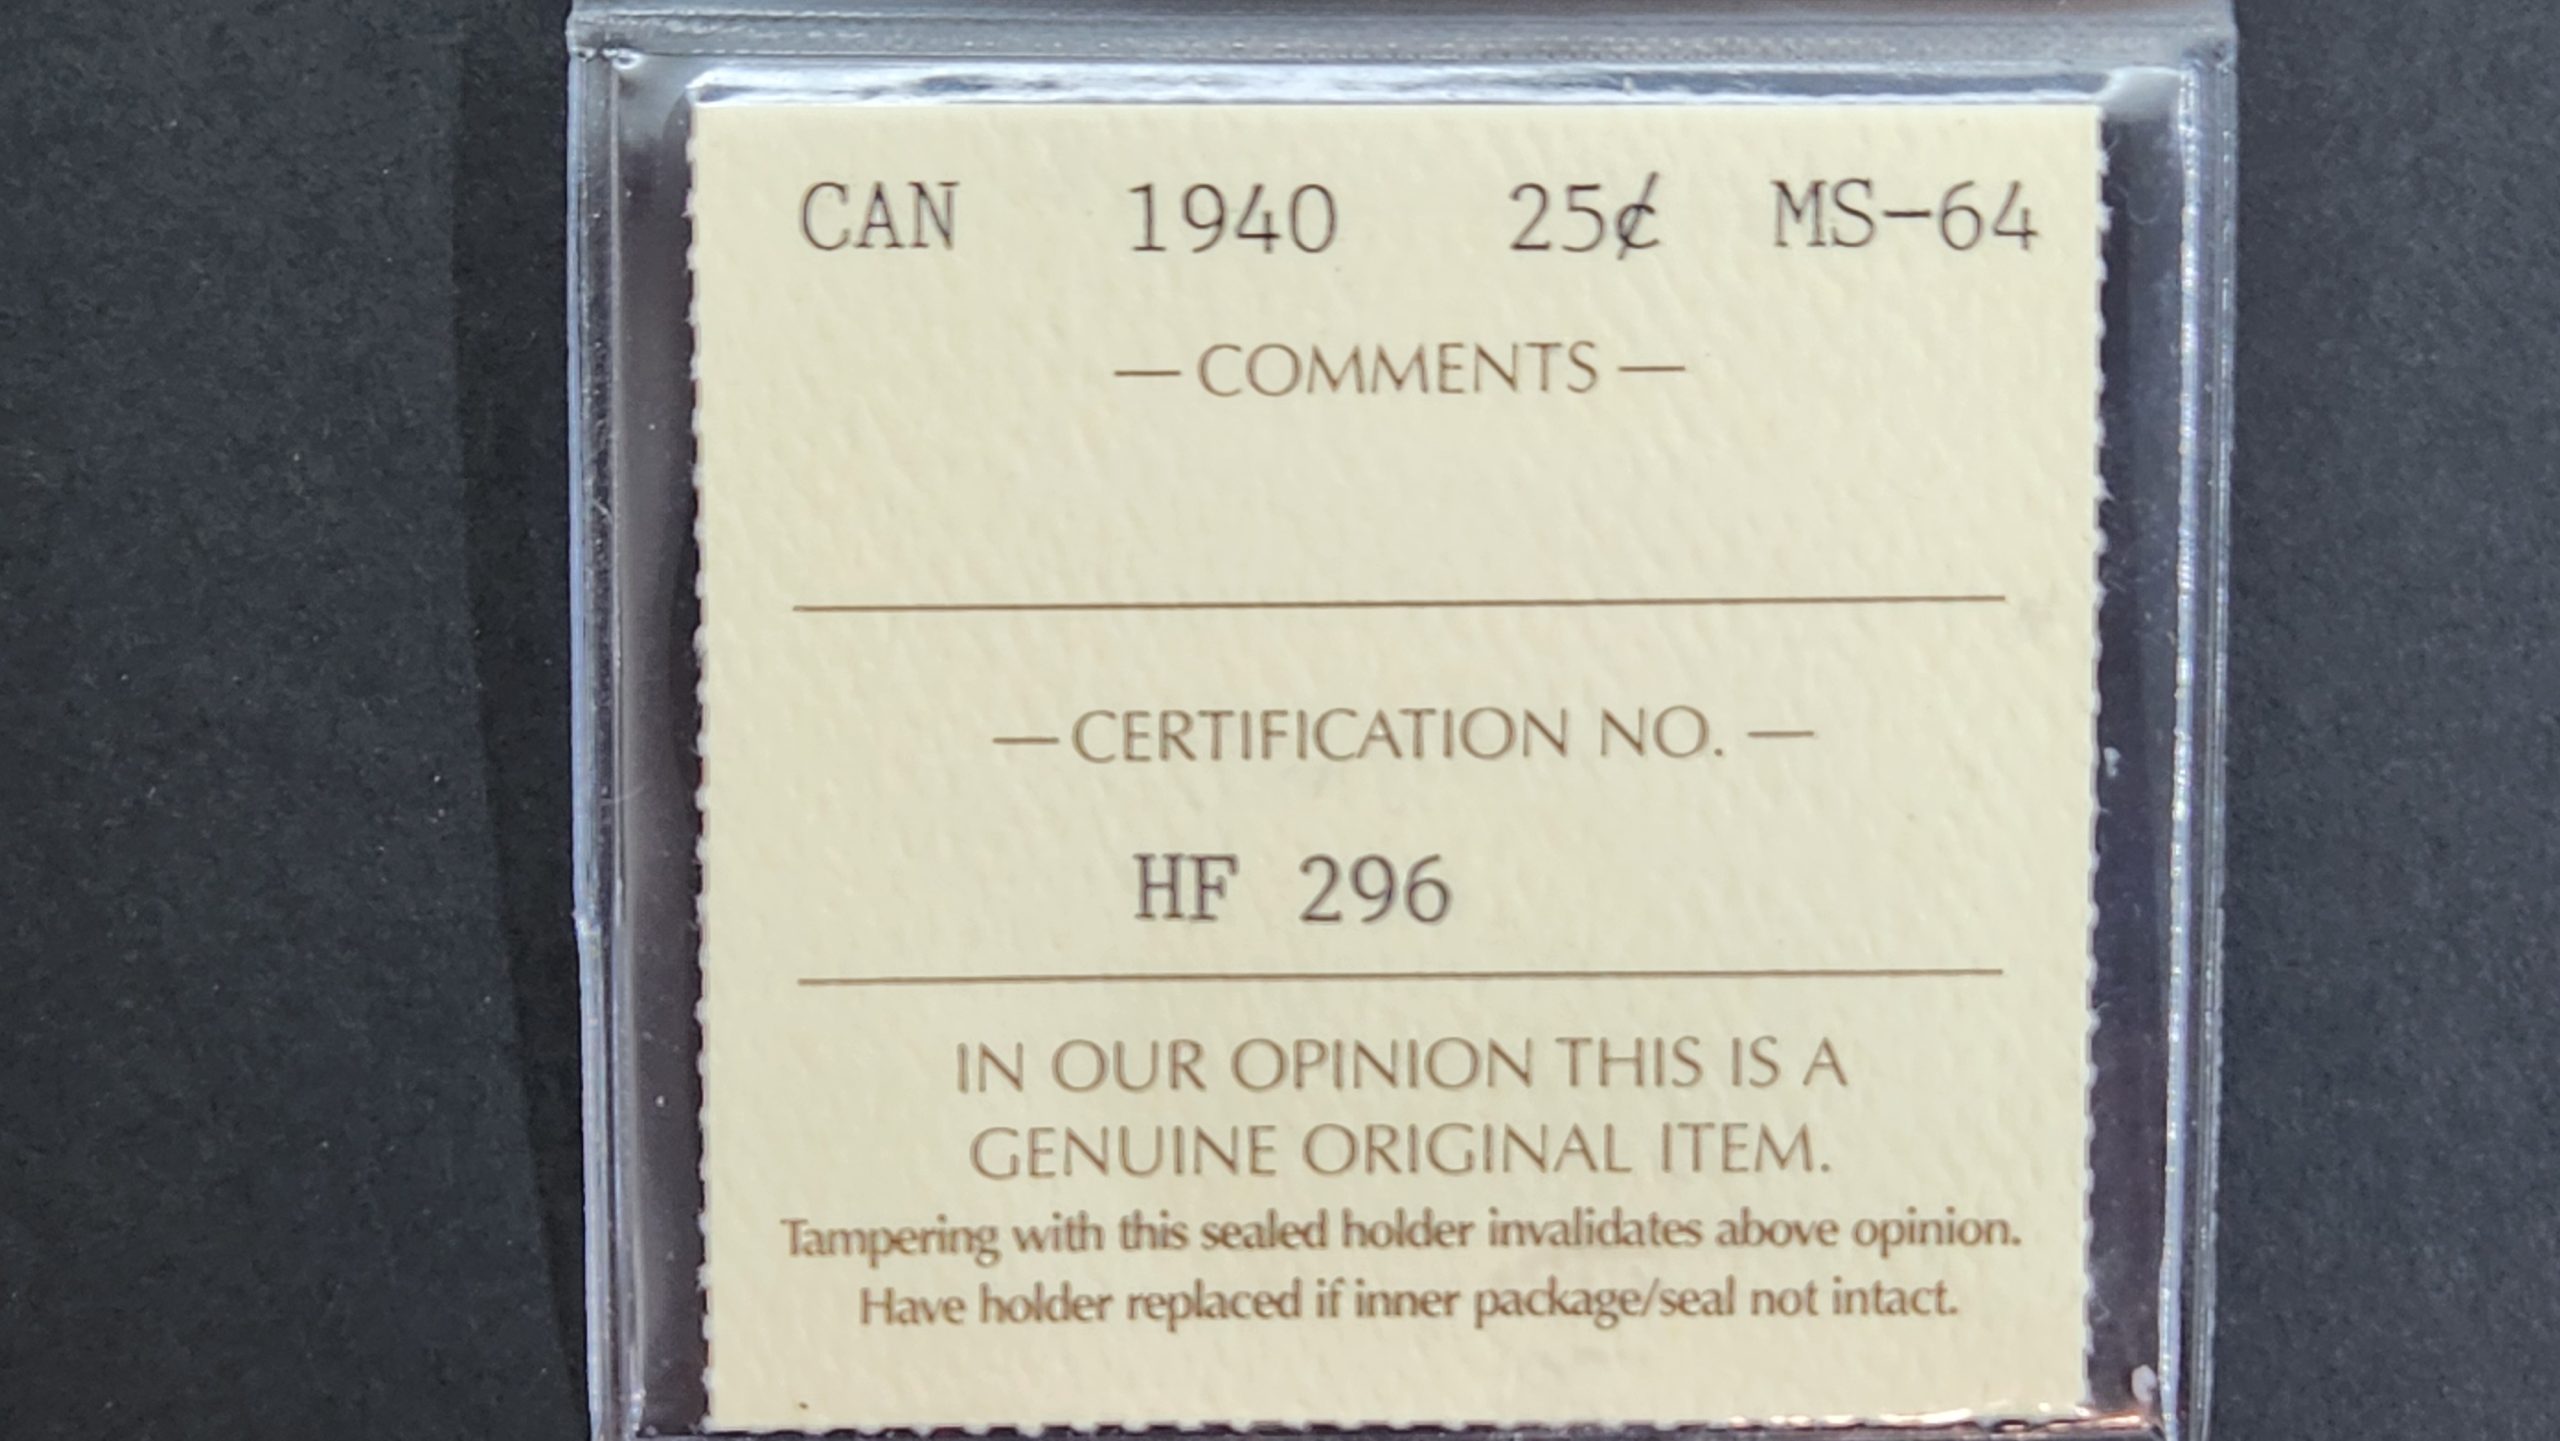 CAN 1940 25¢ MS-64
— COMMENTS —
— CERTIFICATION NO. —
HF 296
IN OUR OPINION THIS IS A
GENUINE ORIGINAL ITEM.
Tampering with this sealed holder invalidates above opinion.
Have holder replaced if inner package/seal not intact.